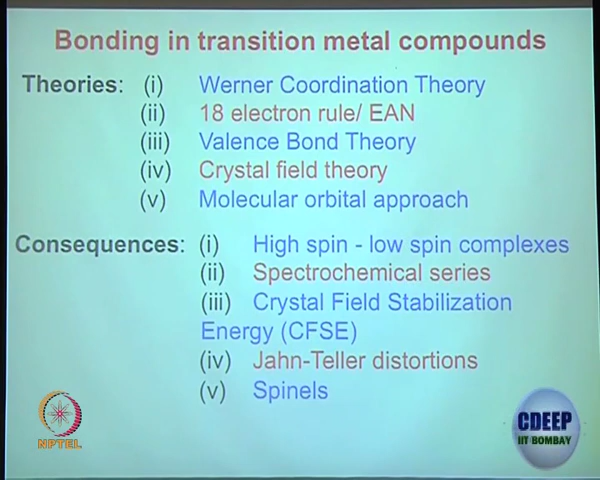 Bonding in transition metal compounds
Theories: (i) Werner Coordination Theory
(ii) 18 electron rule/ EAN
(iii) Valence Bond Theory
(iv) Crystal field theory
(v) Molecular orbital approach
Consequences: (i) High spin - low spin complexes
(ii) Spectrochemical series
(iii) Crystal Field Stabilization
Energy (CFSE)
(iv) Jahn-Teller distortions
(v) Spinels
NPTEL
CDEEP
IIT BOMBAY